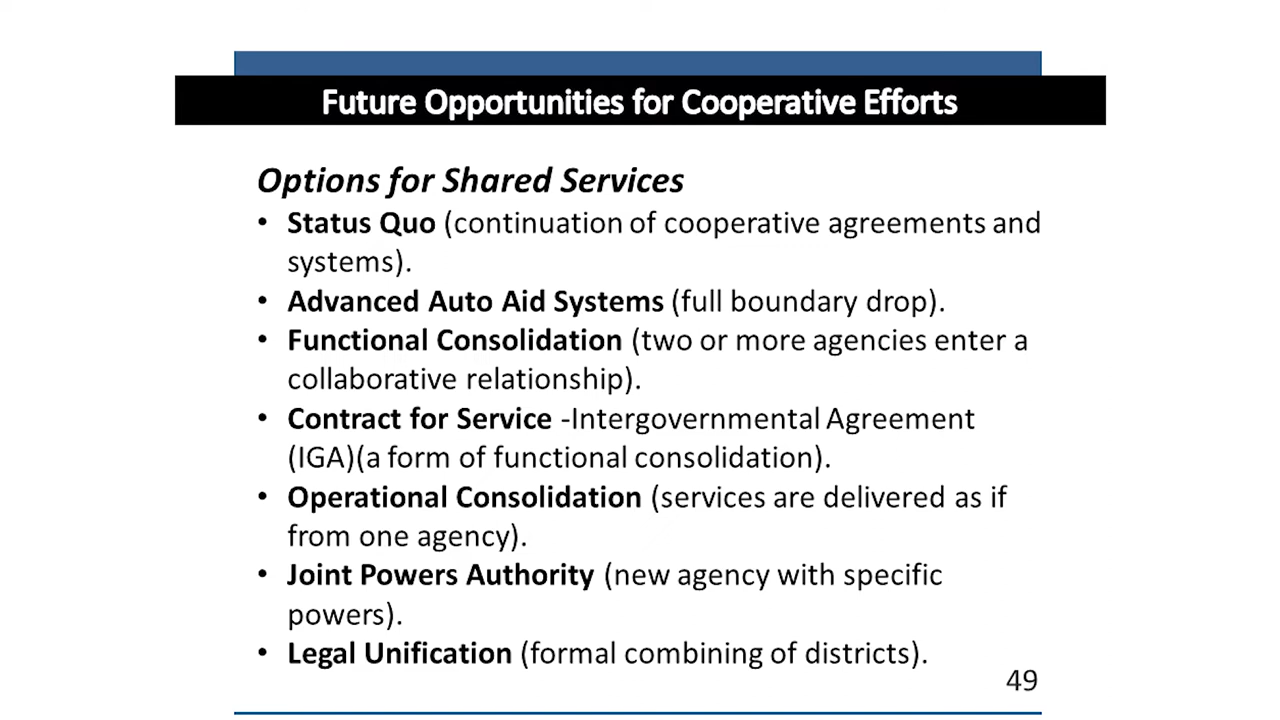 Future Opportunities for Cooperative Efforts
Options for Shared Services
• Status Quo (continuation of cooperative agreements and
systems).
• Advanced Auto Aid Systems (full boundary drop).
• Functional Consolidation (two or more agencies enter a
collaborative relationship).
• Contract for Service -Intergovernmental Agreement
(IGA)(a form of functional consolidation).
• Operational Consolidation (services are delivered as if
from one agency).
• Joint Powers Authority (new agency with specific
powers).
• Legal Unification (formal combining of districts).
49